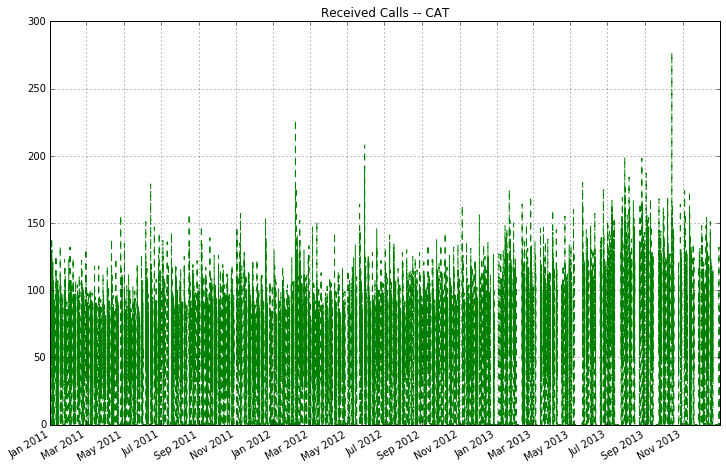 Received Calls -- CAT
300
250
200
150
100
50
0
Jan 2011
Mar 2011
May 2011
Jul 2011
Sep 2011
Nov 2011
Jan 2012
Mar 2012
May 2012
Jul 2012
Sep 2012
Nov 2012
Jan 2013
Mar 2013
May 2013
Jul 2013
Sep 2013
Nov 2013